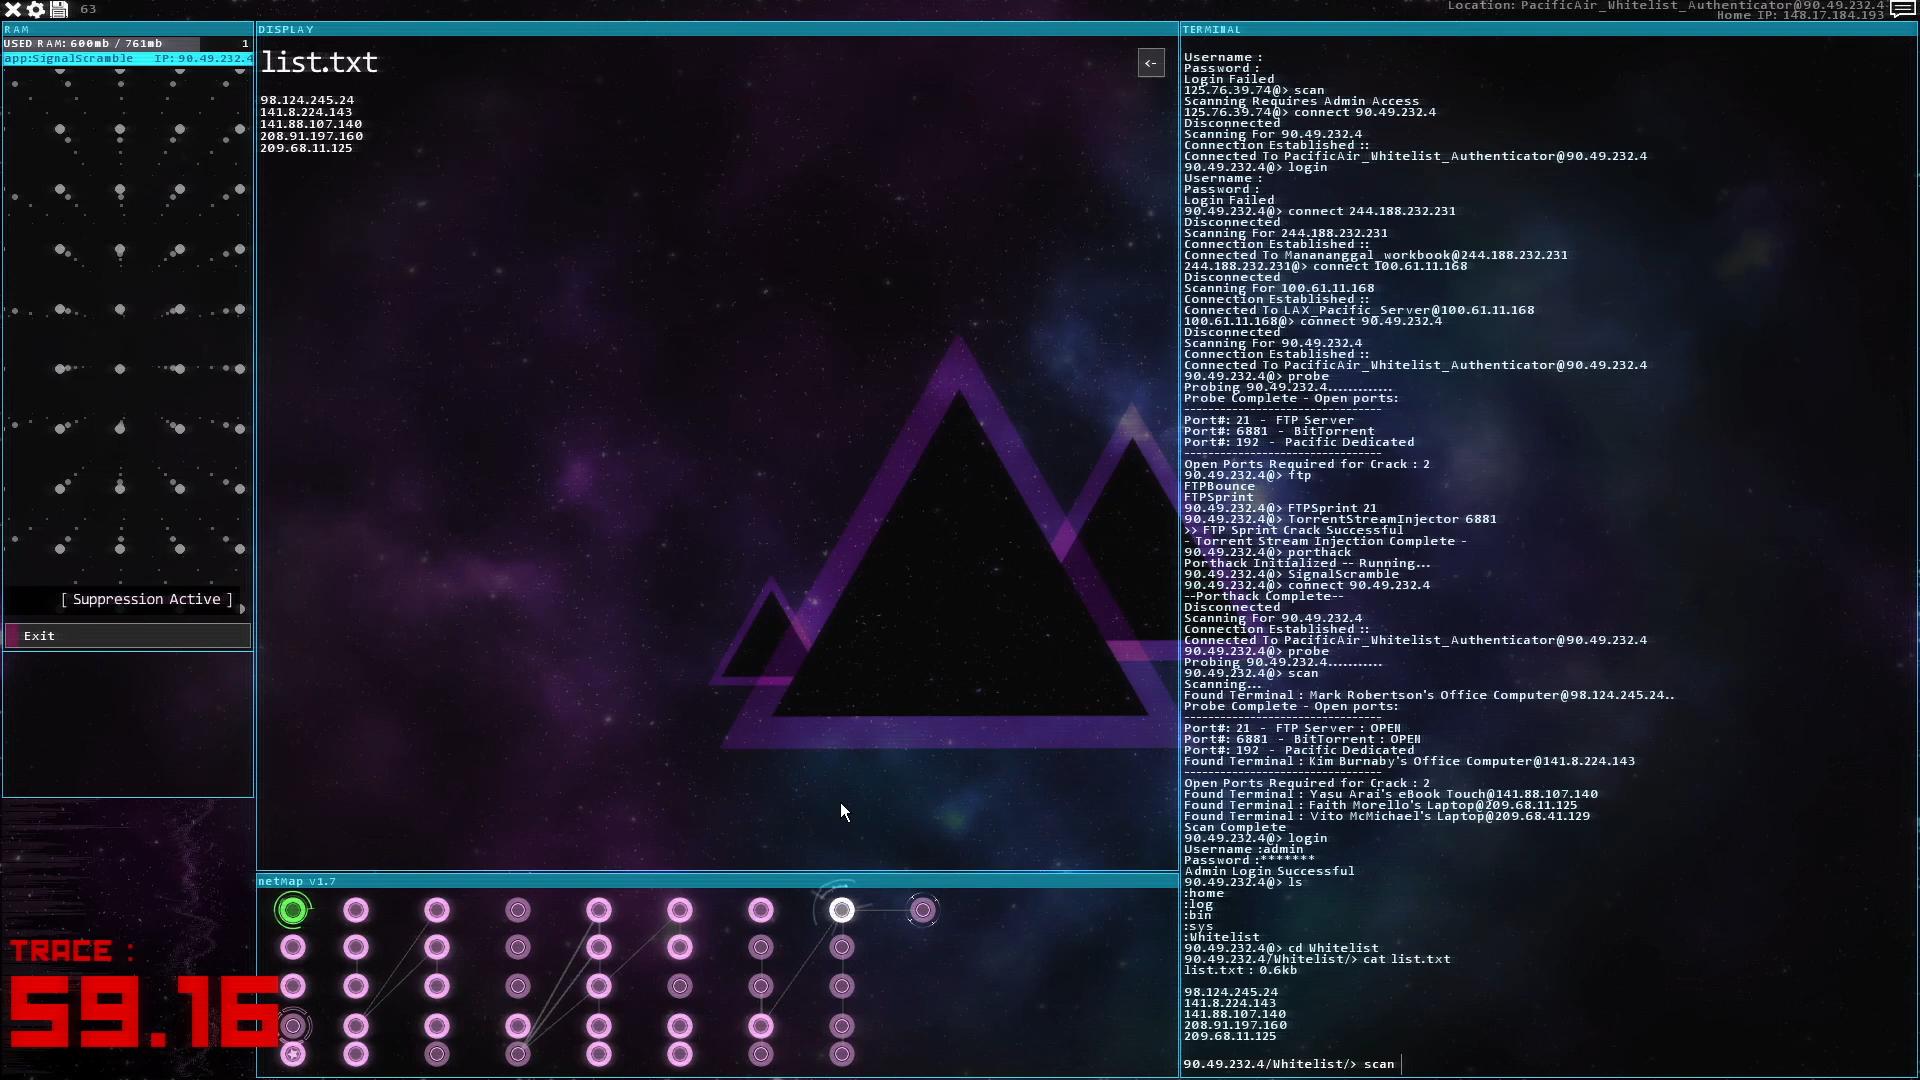 63
Location: PacificAir_Whitelist_Authenticator@90.49.232.4
Home IP: 148.17.184.193
RAM
USED RAM: 600mb / 761mb 1
app:SignalScramble IP: 90.49.232.4
[ Suppression Active ]
Exit
TRACE :
59.16
DISPLAY
list.txt
<-
98.124.245.24
141.8.224.143
141.88.107.140
208.91.197.160
209.68.11.125
netMap v1.7
TERMINAL
Username :
Password :
Login Failed
125.76.39.74@> scan
Scanning Requires Admin Access
125.76.39.74@> connect 90.49.232.4
Disconnected
Scanning For 90.49.232.4
Connection Established ::
Connected To PacificAir_Whitelist_Authenticator@90.49.232.4
90.49.232.4@> login
Username :
Password :
Login Failed
90.49.232.4@> connect 244.188.232.231
Disconnected
Scanning For 244.188.232.231
Connection Established ::
Connected To Manananggal_workbook@244.188.232.231
244.188.232.231@> connect 100.61.11.168
Disconnected
Scanning For 100.61.11.168
Connection Established ::
Connected To LAX_Pacific_Server@100.61.11.168
100.61.11.168@> connect 90.49.232.4
Disconnected
Scanning For 90.49.232.4
Connection Established ::
Connected To PacificAir_Whitelist_Authenticator@90.49.232.4
90.49.232.4@> probe
Probing 90.49.232.4.............
Probe Complete - Open ports:
---------------------------------
Port#: 21 - FTP Server
Port#: 6881 - BitTorrent
Port#: 192 - Pacific Dedicated
---------------------------------
Open Ports Required for Crack : 2
90.49.232.4@> ftp
FTPBounce
FTPSprint
90.49.232.4@> FTPSprint 21
90.49.232.4@> TorrentStreamInjector 6881
>> FTP Sprint Crack Successful
- Torrent Stream Injection Complete -
90.49.232.4@> porthack
Porthack Initialized -- Running...
90.49.232.4@> SignalScramble
90.49.232.4@> connect 90.49.232.4
--Porthack Complete--
Disconnected
Scanning For 90.49.232.4
Connection Established ::
Connected To PacificAir_Whitelist_Authenticator@90.49.232.4
90.49.232.4@> probe
Probing 90.49.232.4...........
90.49.232.4@> scan
Scanning...
Found Terminal : Mark Robertson's Office Computer@98.124.245.24..
Probe Complete - Open ports:
---------------------------------
Port#: 21 - FTP Server : OPEN
Port#: 6881 - BitTorrent : OPEN
Port#: 192 - Pacific Dedicated
Found Terminal : Kim Burnaby's Office Computer@141.8.224.143
---------------------------------
Open Ports Required for Crack : 2
Found Terminal : Yasu Arai's eBook Touch@141.88.107.140
Found Terminal : Faith Morello's Laptop@209.68.11.125
Found Terminal : Vito McMichael's Laptop@209.68.41.129
Scan Complete
90.49.232.4@> login
Username :admin
Password :*******
Admin Login Successful
90.49.232.4@> ls
:home
:log
:bin
:sys
:Whitelist
90.49.232.4@> cd Whitelist
90.49.232.4/Whitelist/> cat list.txt
list.txt : 0.6kb
98.124.245.24
141.8.224.143
141.88.107.140
208.91.197.160
209.68.11.125
90.49.232.4/Whitelist/> scan